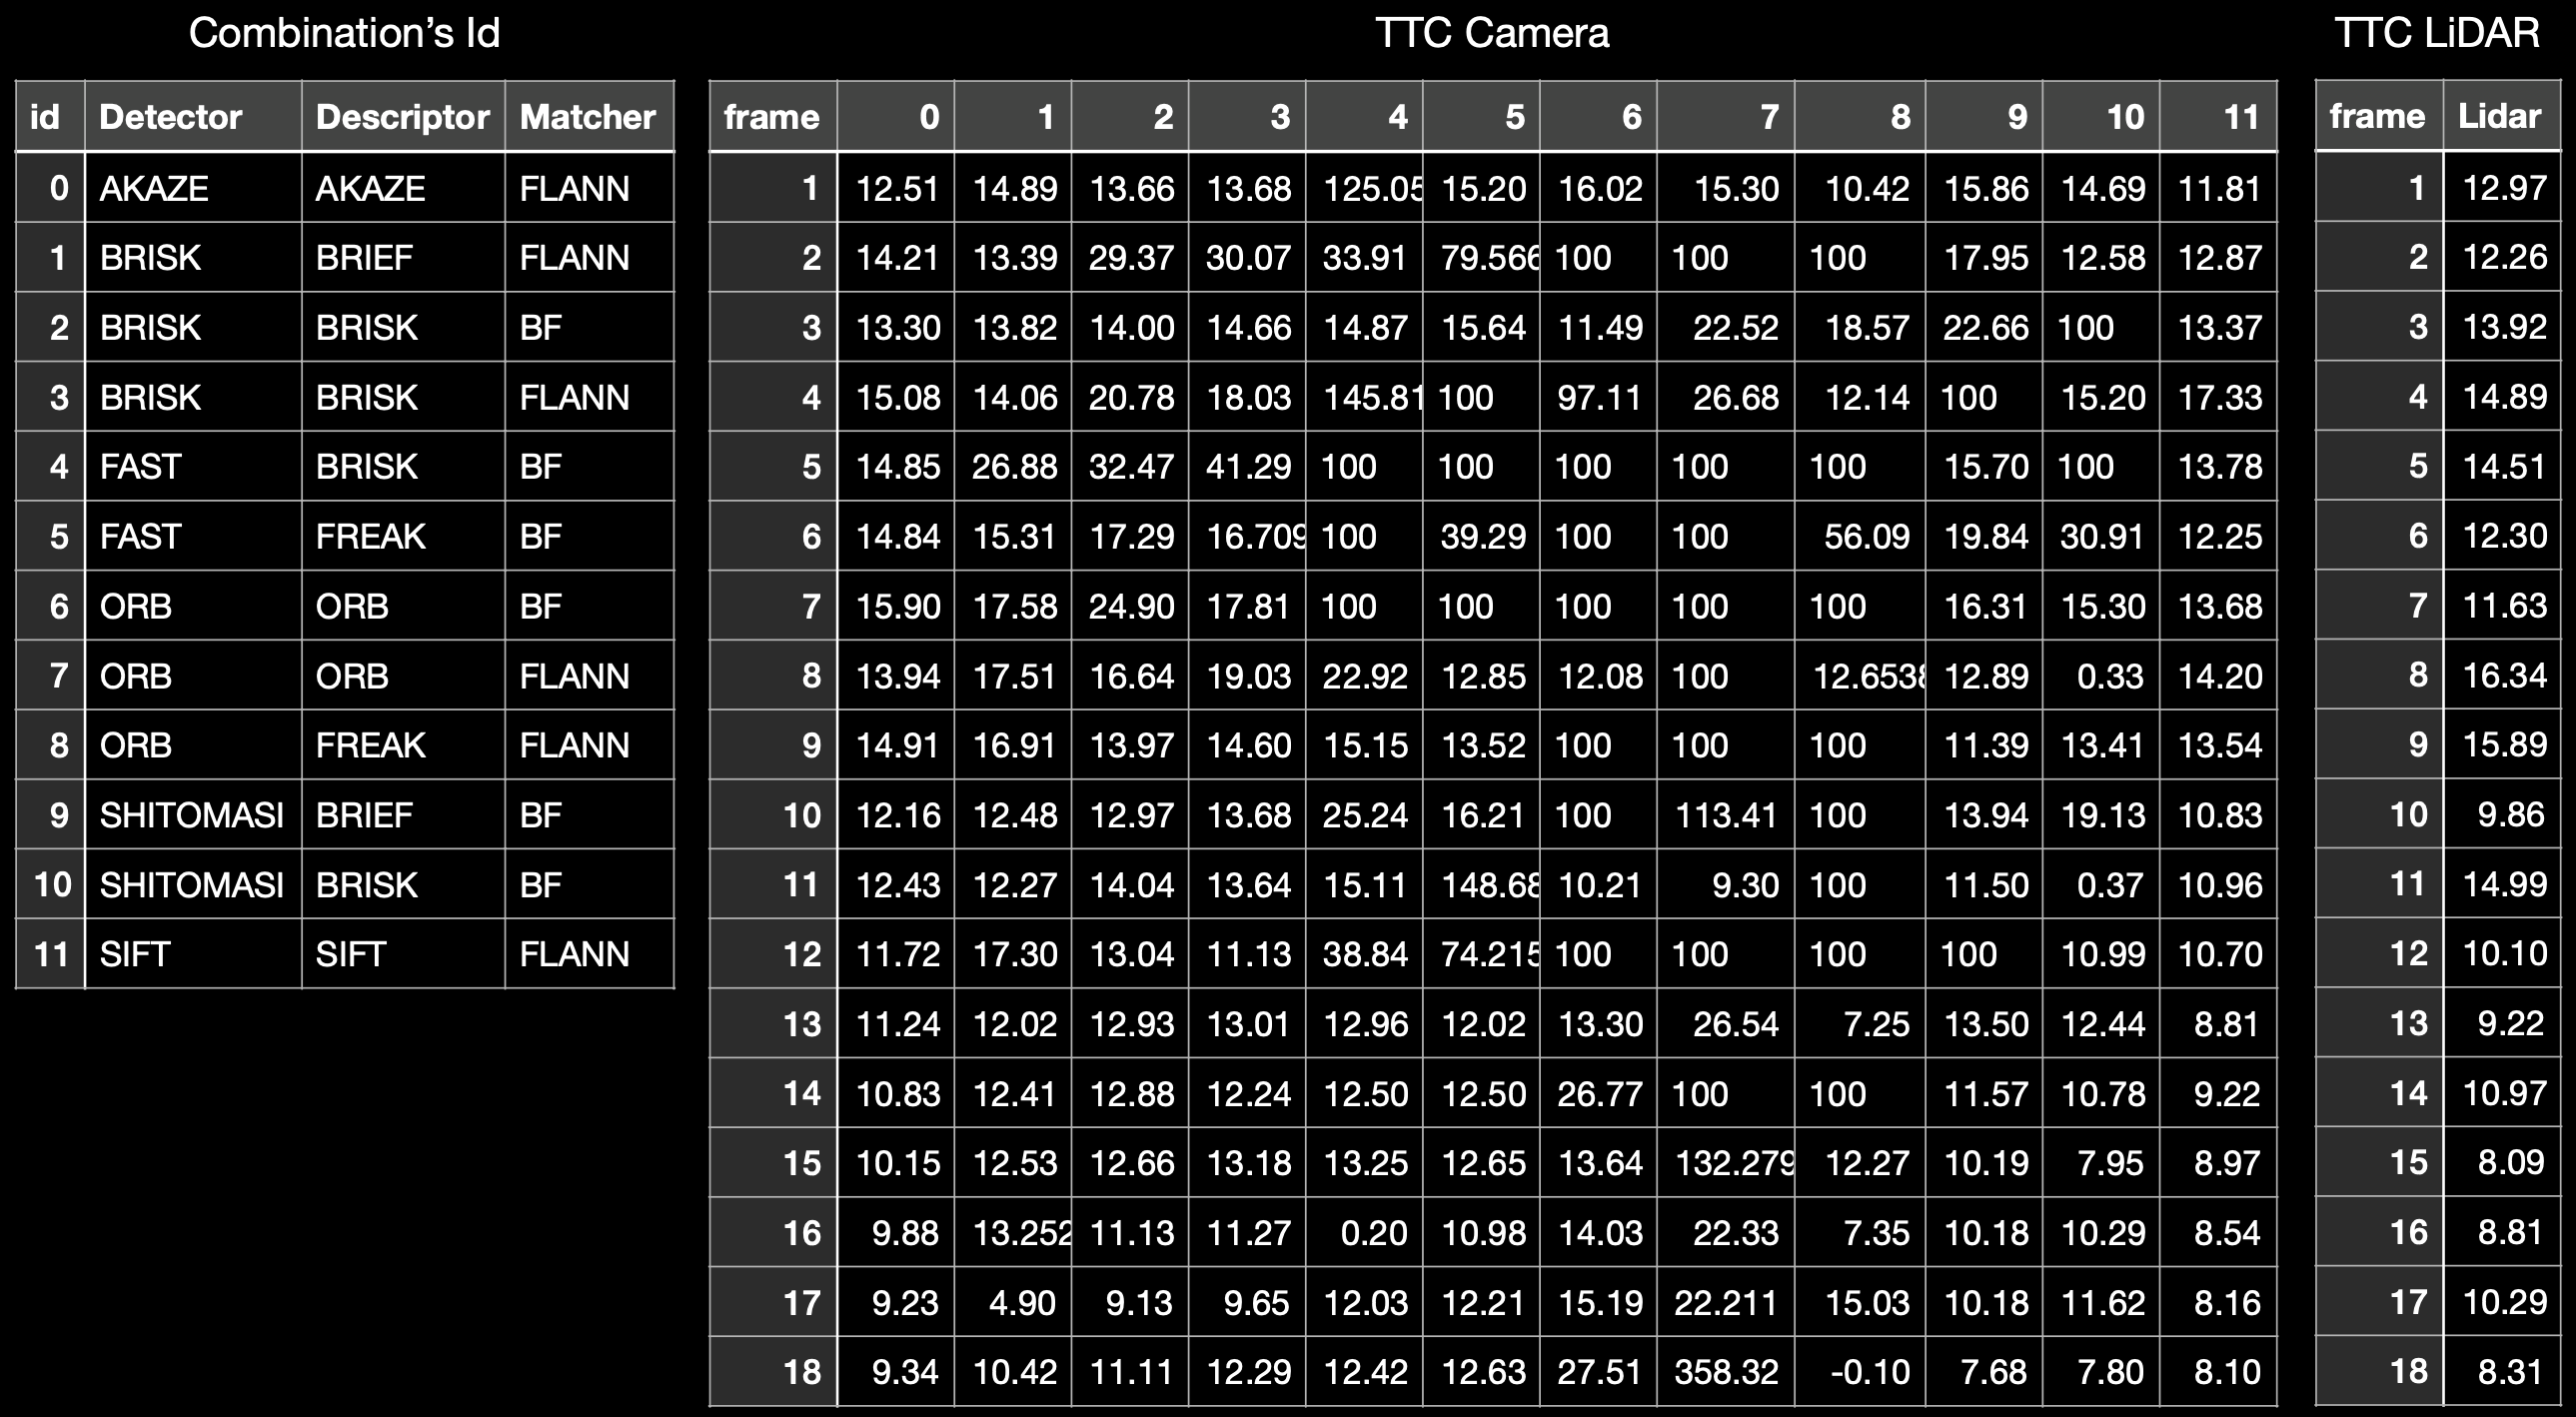 Combination’s Id
id Detector Descriptor Matcher
0 AKAZE AKAZE FLANN
1 BRISK BRIEF FLANN
2 BRISK BRISK BF
3 BRISK BRISK FLANN
4 FAST BRISK BF
5 FAST FREAK BF
6 ORB ORB BF
7 ORB ORB FLANN
8 ORB FREAK FLANN
9 SHITOMASI BRIEF BF
10 SHITOMASI BRISK BF
11 SIFT SIFT FLANN
TTC Camera
frame 0 1 2 3 4 5 6 7 8 9 10 11
1 12.51 14.89 13.66 13.68 125.05 15.20 16.02 15.30 10.42 15.86 14.69 11.81
2 14.21 13.39 29.37 30.07 33.91 79.566 100 100 100 17.95 12.58 12.87
3 13.30 13.82 14.00 14.66 14.87 15.64 11.49 22.52 18.57 22.66 100 13.37
4 15.08 14.06 20.78 18.03 145.81 100 97.11 26.68 12.14 100 15.20 17.33
5 14.85 26.88 32.47 41.29 100 100 100 100 100 15.70 100 13.78
6 14.84 15.31 17.29 16.709 100 39.29 100 100 56.09 19.84 30.91 12.25
7 15.90 17.58 24.90 17.81 100 100 100 100 100 16.31 15.30 13.68
8 13.94 17.51 16.64 19.03 22.92 12.85 12.08 100 12.6538 12.89 0.33 14.20
9 14.91 16.91 13.97 14.60 15.15 13.52 100 100 100 11.39 13.41 13.54
10 12.16 12.48 12.97 13.68 25.24 16.21 100 113.41 100 13.94 19.13 10.83
11 12.43 12.27 14.04 13.64 15.11 148.68 10.21 9.30 100 11.50 0.37 10.96
12 11.72 17.30 13.04 11.13 38.84 74.215 100 100 100 100 10.99 10.70
13 11.24 12.02 12.93 13.01 12.96 12.02 13.30 26.54 7.25 13.50 12.44 8.81
14 10.83 12.41 12.88 12.24 12.50 12.50 26.77 100 100 11.57 10.78 9.22
15 10.15 12.53 12.66 13.18 13.25 12.65 13.64 132.279 12.27 10.19 7.95 8.97
16 9.88 13.252 11.13 11.27 0.20 10.98 14.03 22.33 7.35 10.18 10.29 8.54
17 9.23 4.90 9.13 9.65 12.03 12.21 15.19 22.211 15.03 10.18 11.62 8.16
18 9.34 10.42 11.11 12.29 12.42 12.63 27.51 358.32 -0.10 7.68 7.80 8.10
TTC LiDAR
frame Lidar
1 12.97
2 12.26
3 13.92
4 14.89
5 14.51
6 12.30
7 11.63
8 16.34
9 15.89
10 9.86
11 14.99
12 10.10
13 9.22
14 10.97
15 8.09
16 8.81
17 10.29
18 8.31